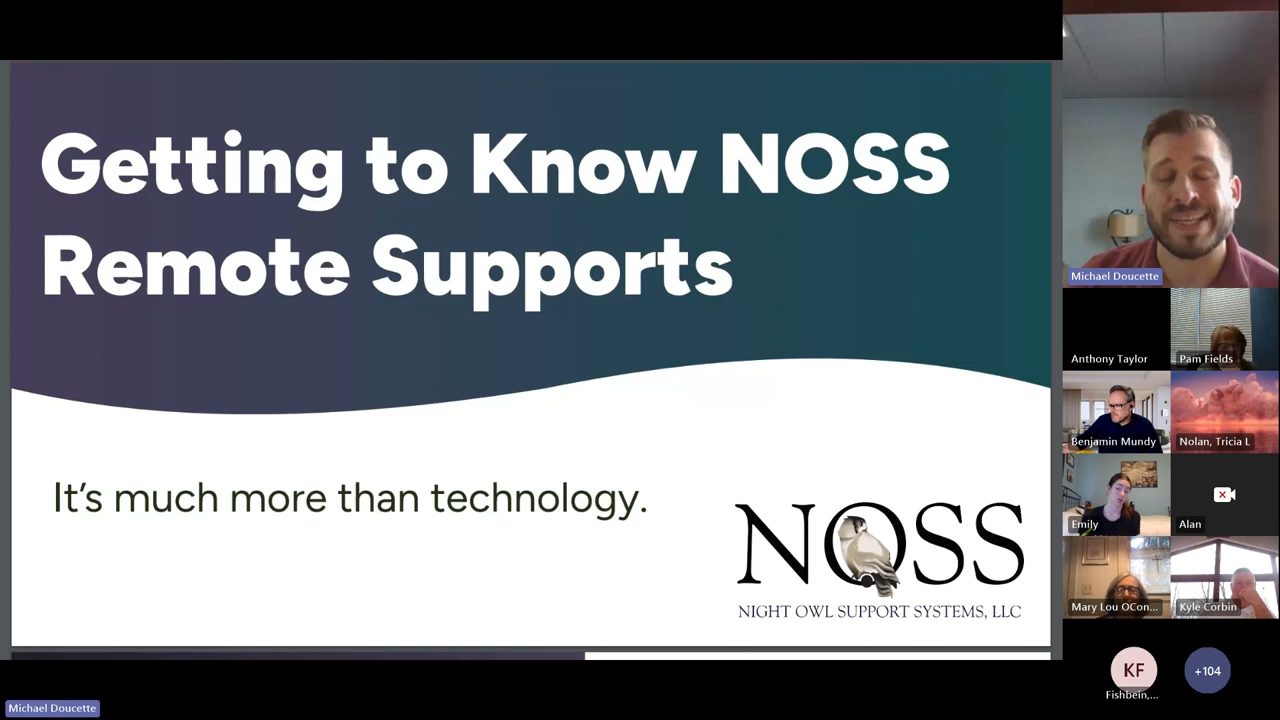 Getting to Know NOSS
Remote Supports
It's much more than technology.
NOSS
NIGHT OWL SUPPORT SYSTEMS, LLC
Michael Doucette
Anthony Taylor
Pam Fields
Benjamin Mundy
Nolan, Tricia L
Emily
Alan
Mary Lou OCon...
Kyle Corbin
KF
Fishbein,...
+104
Michael Doucette